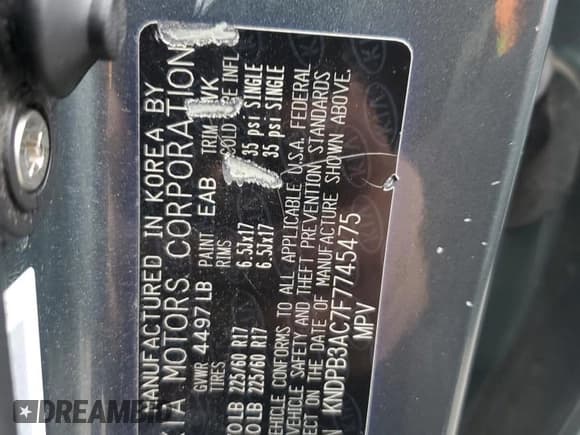 MANUFACTURED IN KOREA BY
KIA MOTORS CORPORATION
GVWR 4497LB PAINT EAB TRIM WK
TIRES RIMS COLD INFL
LB 225/60 R17 6.5Jx17 35 psi SINGLE
LB 225/60 R17 6.5Jx17 35 psi SINGLE
VEHICLE CONFORMS TO ALL APPLICABLE U.S.A. FEDERAL
VEHICLE SAFETY AND THEFT PREVENTION STANDARDS
ON THE DATE OF MANUFACTURE SHOWN ABOVE.
KNDPB3AC7F7745475
MPV
DREAMBID